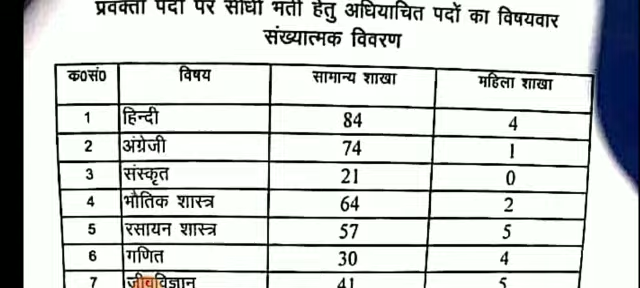 प्रवक्ता पदों पर सीधी भर्ती हेतु अधियाचित पदों का विषयवार
संख्यात्मक विवरण
क0सं0 विषय सामान्य शाखा महिला शाखा
1 हिन्दी 84 4
2 अंग्रेजी 74 1
3 संस्कृत 21 0
4 भौतिक शास्त्र 64 2
5 रसायन शास्त्र 57 5
6 गणित 30 4
7 जीवविज्ञान 41 5